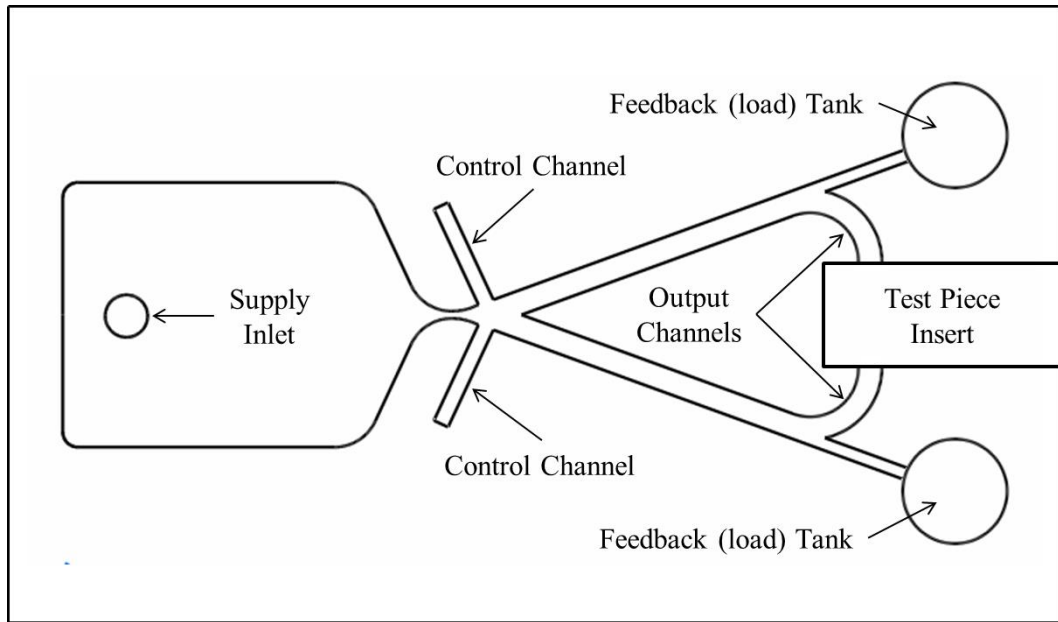 Feedback (load) Tank
Control Channel
Supply
Inlet
Output
Channels
Test Piece
Insert
Control Channel
Feedback (load) Tank